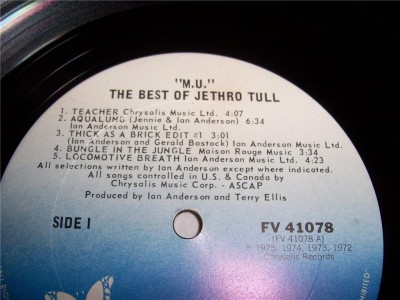 "M.U."
THE BEST OF JETHRO TULL
1. TEACHER Chrysalis Music Ltd. 4:07
2. AQUALUNG (Jennie & Ian Anderson) 6:34
Ian Anderson Music Ltd.
3. THICK AS A BRICK EDIT #1 3:01
(Ian Anderson and Gerald Bostock) Ian Anderson Music Ltd.
4. BUNGLE IN THE JUNGLE Maison Rouge Music
5. LOCOMOTIVE BREATH Ian Anderson Music Ltd. 4:23
All selections written by Ian Anderson except where indicated.
All songs controlled in U.S. & Canada by
Chrysalis Music Corp. - ASCAP
Produced by Ian Anderson and Terry Ellis
SIDE I
FV 41078
(FV 41078 A)
℗ 1975, 1974, 1973, 1972
Chrysalis Records